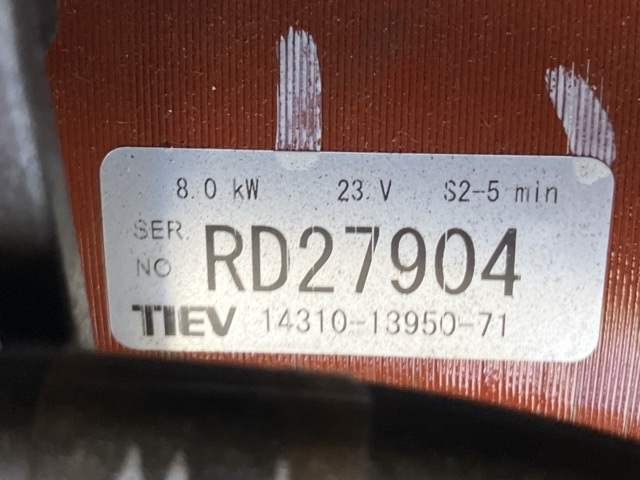 8.0 kW 23.V S2-5 min
SER. RD27904
NO
TIEV 14310-13950-71